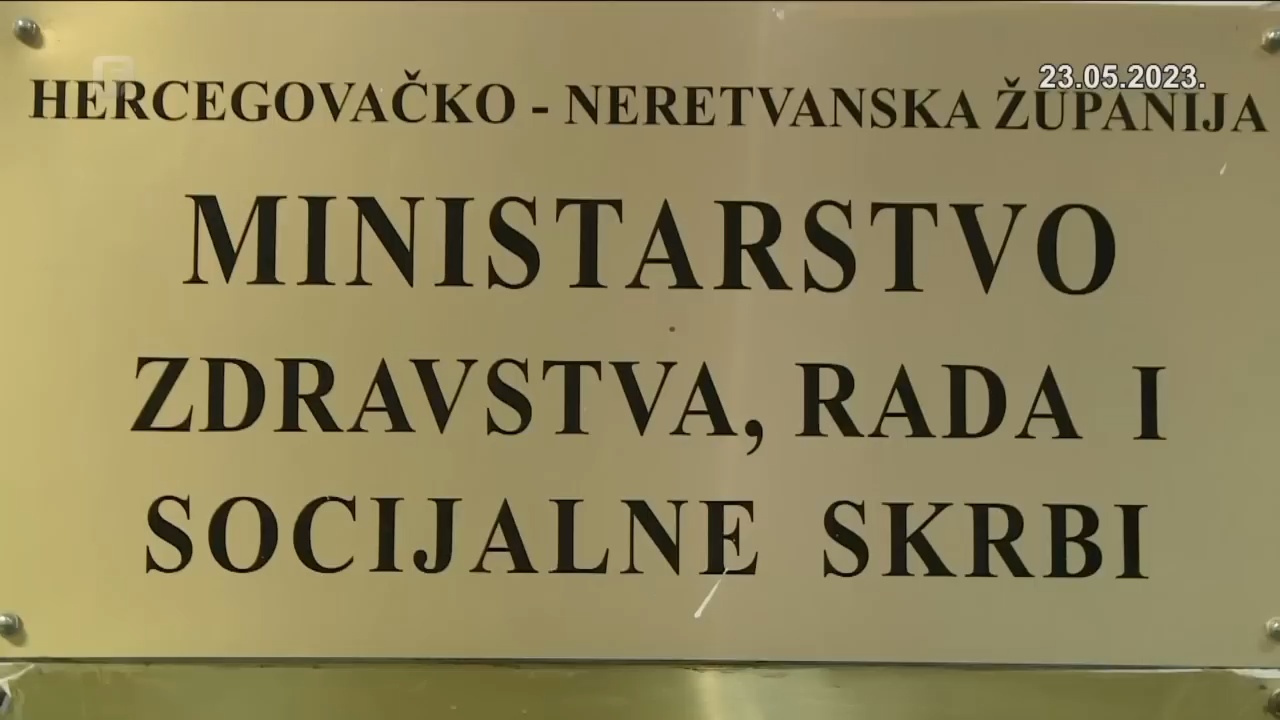 23.05.2023.
HERCEGOVAČKO - NERETVANSKA ŽUPANIJA
MINISTARSTVO
ZDRAVSTVA, RADA I
SOCIJALNE SKRBI